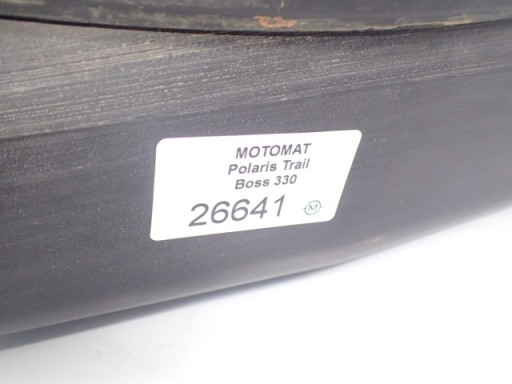 MOTOMAT
Polaris Trail
Boss 330
26641 M